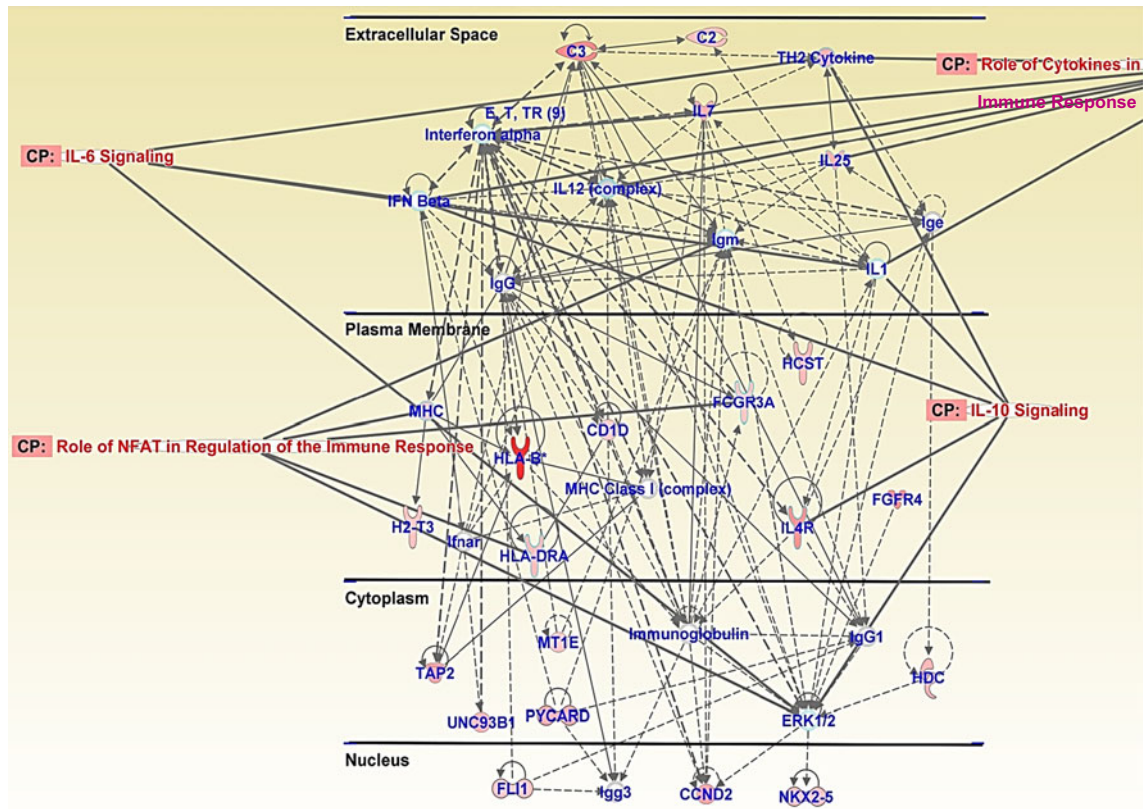 Extracellular Space
C3
C2
TH2 Cytokine
CP: Role of Cytokines in
Immune Response
E, T, TR (9)
IL7
Interferon alpha
CP: IL-6 Signaling
IL25
IL12 (complex)
IFN Beta
Ige
Igm
IL1
IgG
Plasma Membrane
HCST
MHC
FCGR3A
CP: IL-10 Signaling
CD1D
CP: Role of NFAT in Regulation of the Immune Response
HLA-B*
MHC Class I (complex)
FGFR4
H2-T3
Ifnar
HLA-DRA
IL4R
Cytoplasm
MT1E
Immunoglobulin
IgG1
TAP2
HDC
UNC93B1
PYCARD
ERK1/2
Nucleus
FLI1
Igg3
CCND2
NKX2-5